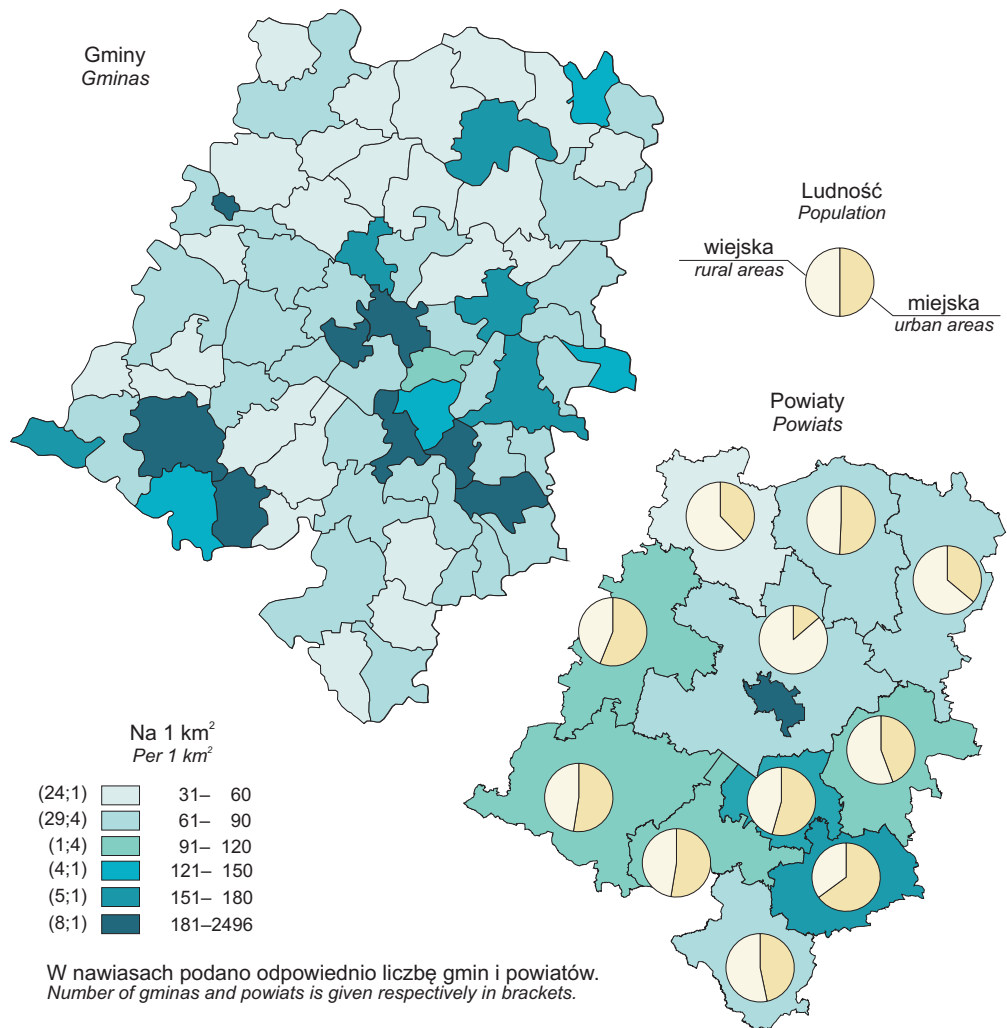 Gminy
Gminas
Ludność
Population
wiejska
rural areas
miejska
urban areas
Powiaty
Powiats
Na 1 km²
Per 1 km²
(24;1) 31– 60
(29;4) 61– 90
(1;4) 91– 120
(4;1) 121– 150
(5;1) 151– 180
(8;1) 181–2496
W nawiasach podano odpowiednio liczbę gmin i powiatów.
Number of gminas and powiats is given respectively in brackets.